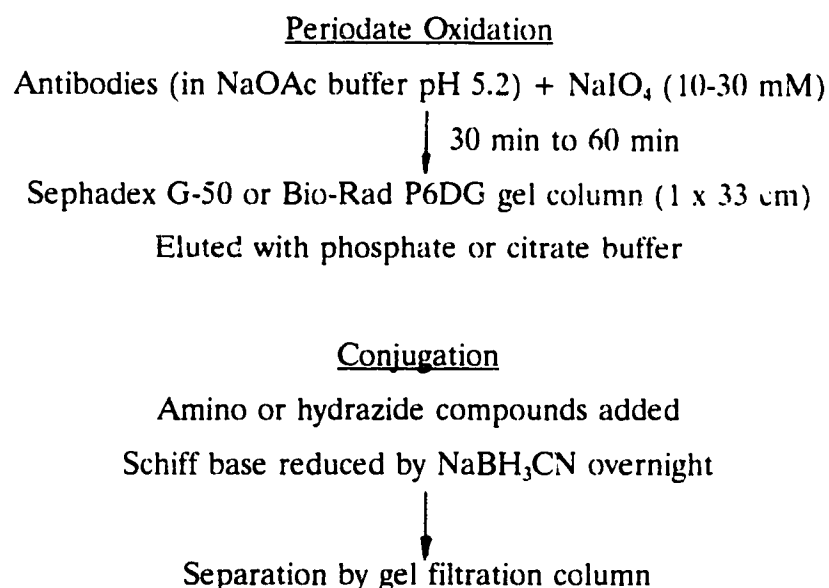 Periodate Oxidation
Antibodies (in NaOAc buffer pH 5.2) + NaIO₄ (10-30 mM)
30 min to 60 min
Sephadex G-50 or Bio-Rad P6DG gel column (1 x 33 cm)
Eluted with phosphate or citrate buffer
Conjugation
Amino or hydrazide compounds added
Schiff base reduced by NaBH₃CN overnight
Separation by gel filtration column